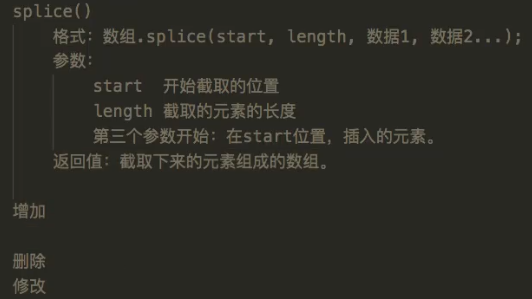 splice()
格式：数组.splice(start, length, 数据1, 数据2...);
参数：
start 开始截取的位置
length 截取的元素的长度
第三个参数开始：在start位置，插入的元素。
返回值：截取下来的元素组成的数组。
增加
删除
修改